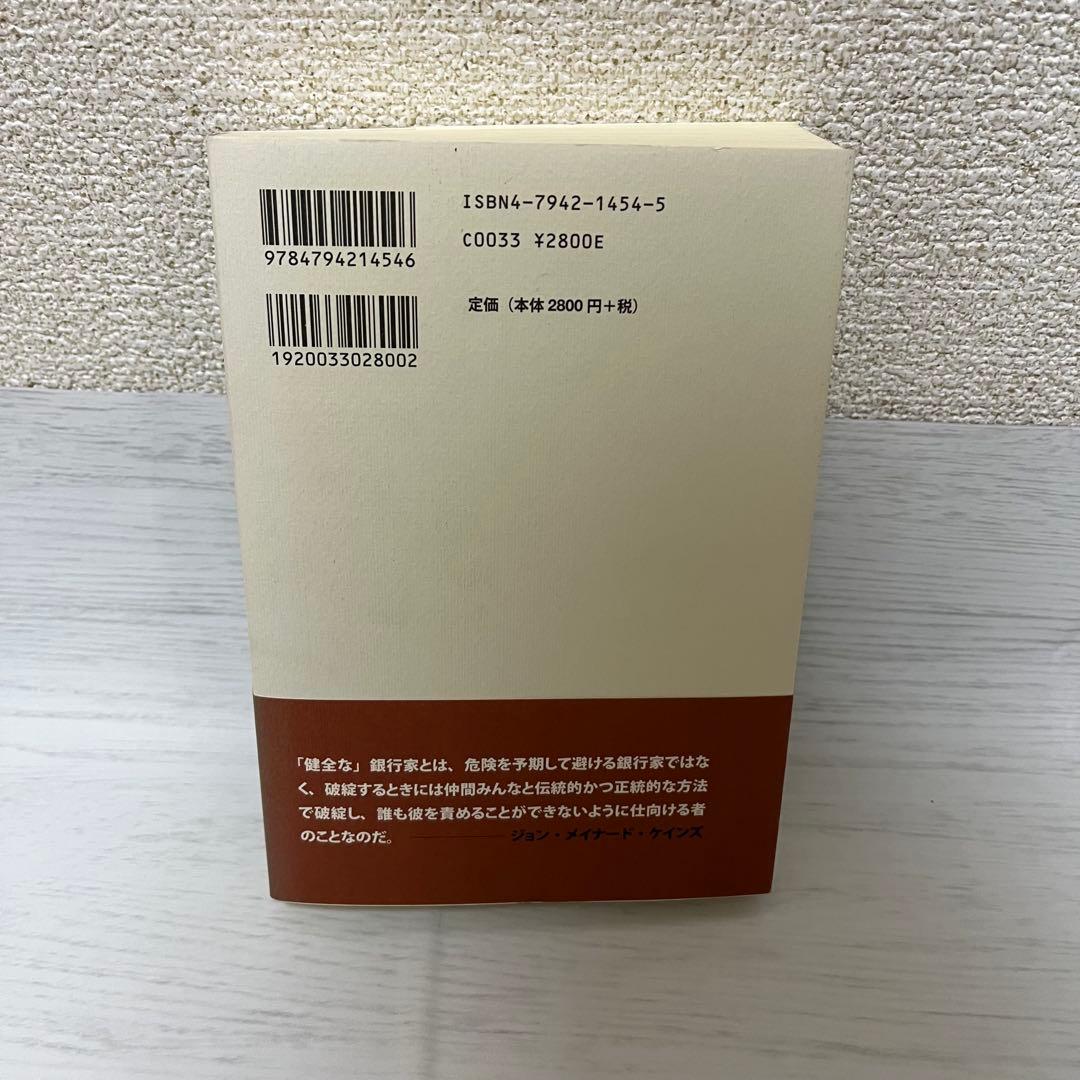 ISBN4-7942-1454-5
C0033 ¥2800E
9784794214546
定価（本体2800円＋税）
1920033028002
「健全な」銀行家とは、危険を予期して避ける銀行家ではな
く、破綻するときには仲間みんなと伝統的かつ正統的な方法
で破綻し、誰も彼を責めることができないように仕向ける者
のことなのだ。 ――― ジョン・メイナード・ケインズ